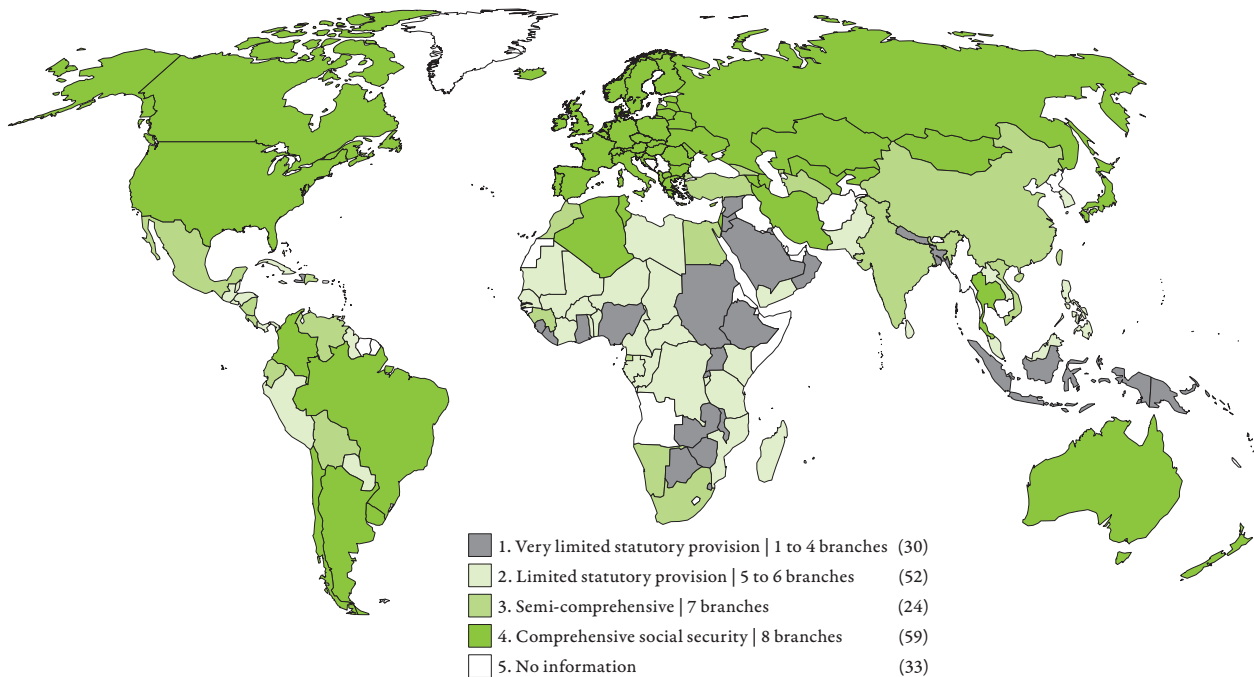 1. Very limited statutory provision | 1 to 4 branches (30)
2. Limited statutory provision | 5 to 6 branches (52)
3. Semi-comprehensive | 7 branches (24)
4. Comprehensive social security | 8 branches (59)
5. No information (33)